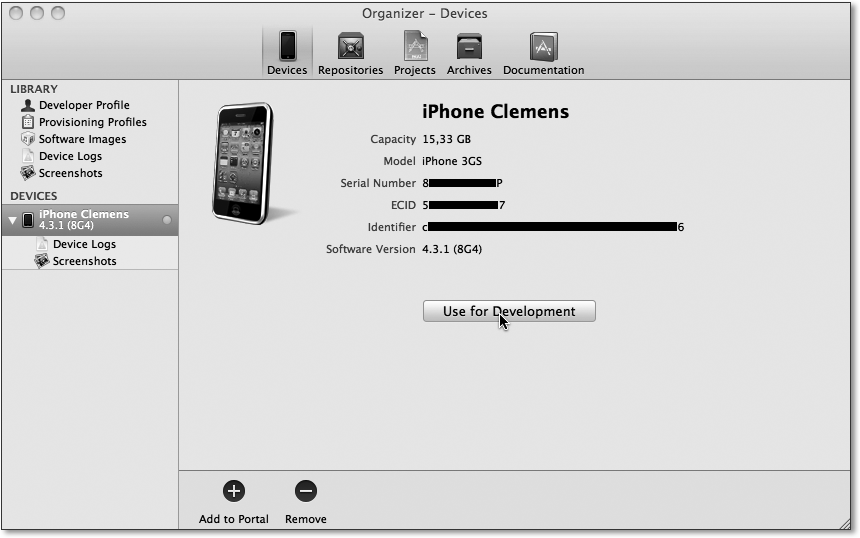 Organizer – Devices
Devices Repositories Projects Archives Documentation
LIBRARY
Developer Profile
Provisioning Profiles
Software Images
Device Logs
Screenshots
DEVICES
iPhone Clemens
4.3.1 (8G4)
Device Logs
Screenshots
iPhone Clemens
Capacity 15,33 GB
Model iPhone 3GS
Serial Number 8 P
ECID 5 7
Identifier c 6
Software Version 4.3.1 (8G4)
Use for Development
Add to Portal Remove